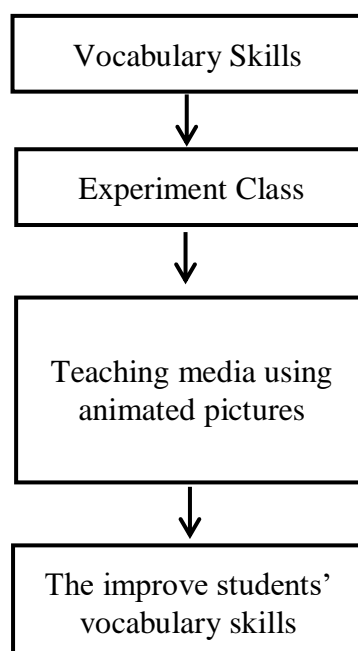 Vocabulary Skills
Experiment Class
Teaching media using
animated pictures
The improve students’
vocabulary skills